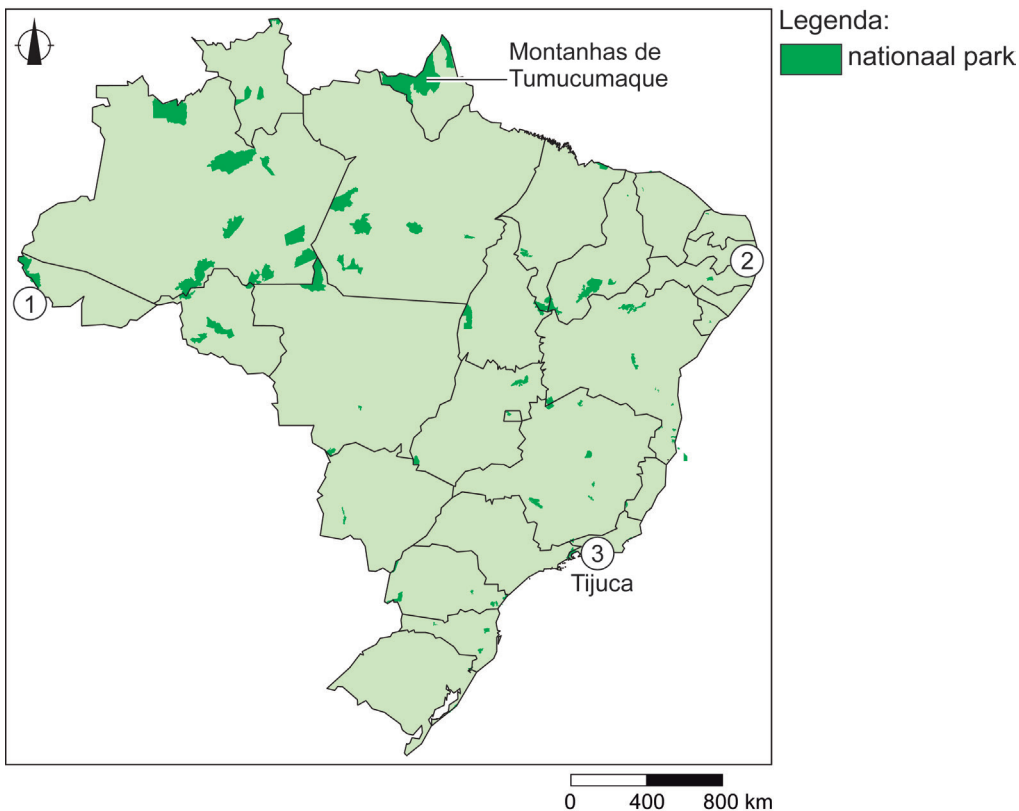 Legenda:
nationaal park
Montanhas de
Tumucumaque
1
2
3
Tijuca
0 400 800 km